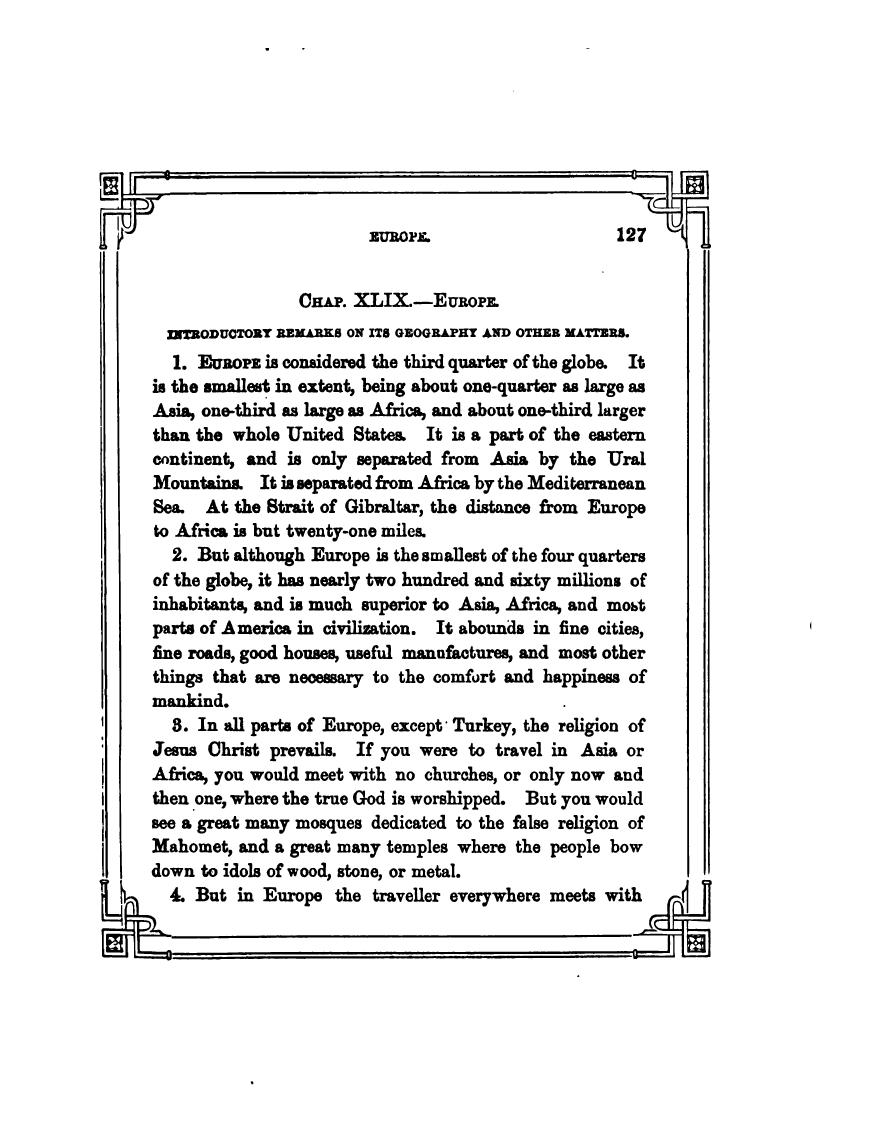 EUROPE. 127
CHAP. XLIX.—EUROPE.
INTRODUCTORY REMARKS ON ITS GEOGRAPHY AND OTHER MATTERS.
1. EUROPE is considered the third quarter of the globe. It
is the smallest in extent, being about one-quarter as large as
Asia, one-third as large as Africa, and about one-third larger
than the whole United States. It is a part of the eastern
continent, and is only separated from Asia by the Ural
Mountains. It is separated from Africa by the Mediterranean
Sea. At the Strait of Gibraltar, the distance from Europe
to Africa is but twenty-one miles.
2. But although Europe is the smallest of the four quarters
of the globe, it has nearly two hundred and sixty millions of
inhabitants, and is much superior to Asia, Africa, and most
parts of America in civilization. It abounds in fine cities,
fine roads, good houses, useful manufactures, and most other
things that are necessary to the comfort and happiness of
mankind.
3. In all parts of Europe, except Turkey, the religion of
Jesus Christ prevails. If you were to travel in Asia or
Africa, you would meet with no churches, or only now and
then one, where the true God is worshipped. But you would
see a great many mosques dedicated to the false religion of
Mahomet, and a great many temples where the people bow
down to idols of wood, stone, or metal.
4. But in Europe the traveller everywhere meets with